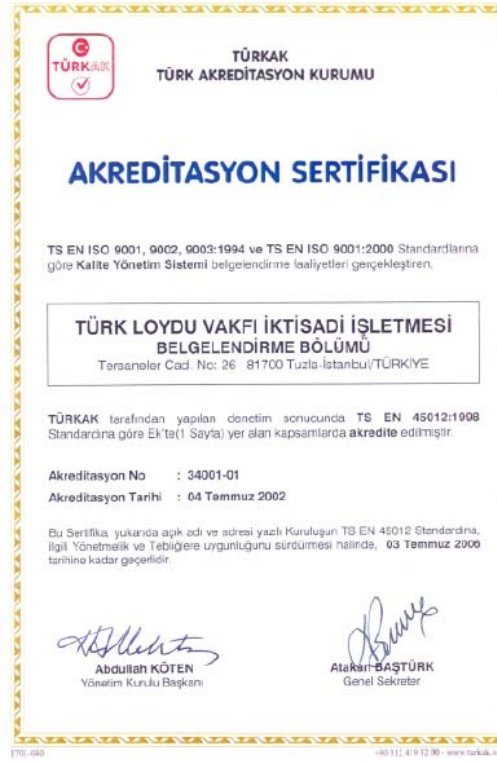 TÜRKAK
TÜRKAK
TÜRK AKREDİTASYON KURUMU
AKREDİTASYON SERTİFİKASI
TS EN ISO 9001, 9002, 9003:1994 ve TS EN ISO 9001:2000 Standardlarına
göre Kalite Yönetim Sistemi belgelendirme faaliyetleri gerçekleştiren,
TÜRK LOYDU VAKFI İKTİSADİ İŞLETMESİ
BELGELENDİRME BÖLÜMÜ
Tersaneler Cad. No: 26 81700 Tuzla-İstanbul/TÜRKİYE
TÜRKAK tarafından yapılan denetim sonucunda TS EN 45012:1998
Standardına göre Ek'te(1 Sayfa) yer alan kapsamlarda akredite edilmiştir.
Akreditasyon No : 34001-01
Akreditasyon Tarihi : 04 Temmuz 2002
Bu Sertifika, yukarıda açık adı ve adresi yazılı Kuruluşun TS EN 45012 Standardına,
ilgili Yönetmelik ve Tebliğlere uygunluğunu sürdürmesi halinde, 03 Temmuz 2006
tarihine kadar geçerlidir.
Abdullah KÖTEN
Yönetim Kurulu Başkanı
Atakan BAŞTÜRK
Genel Sekreter